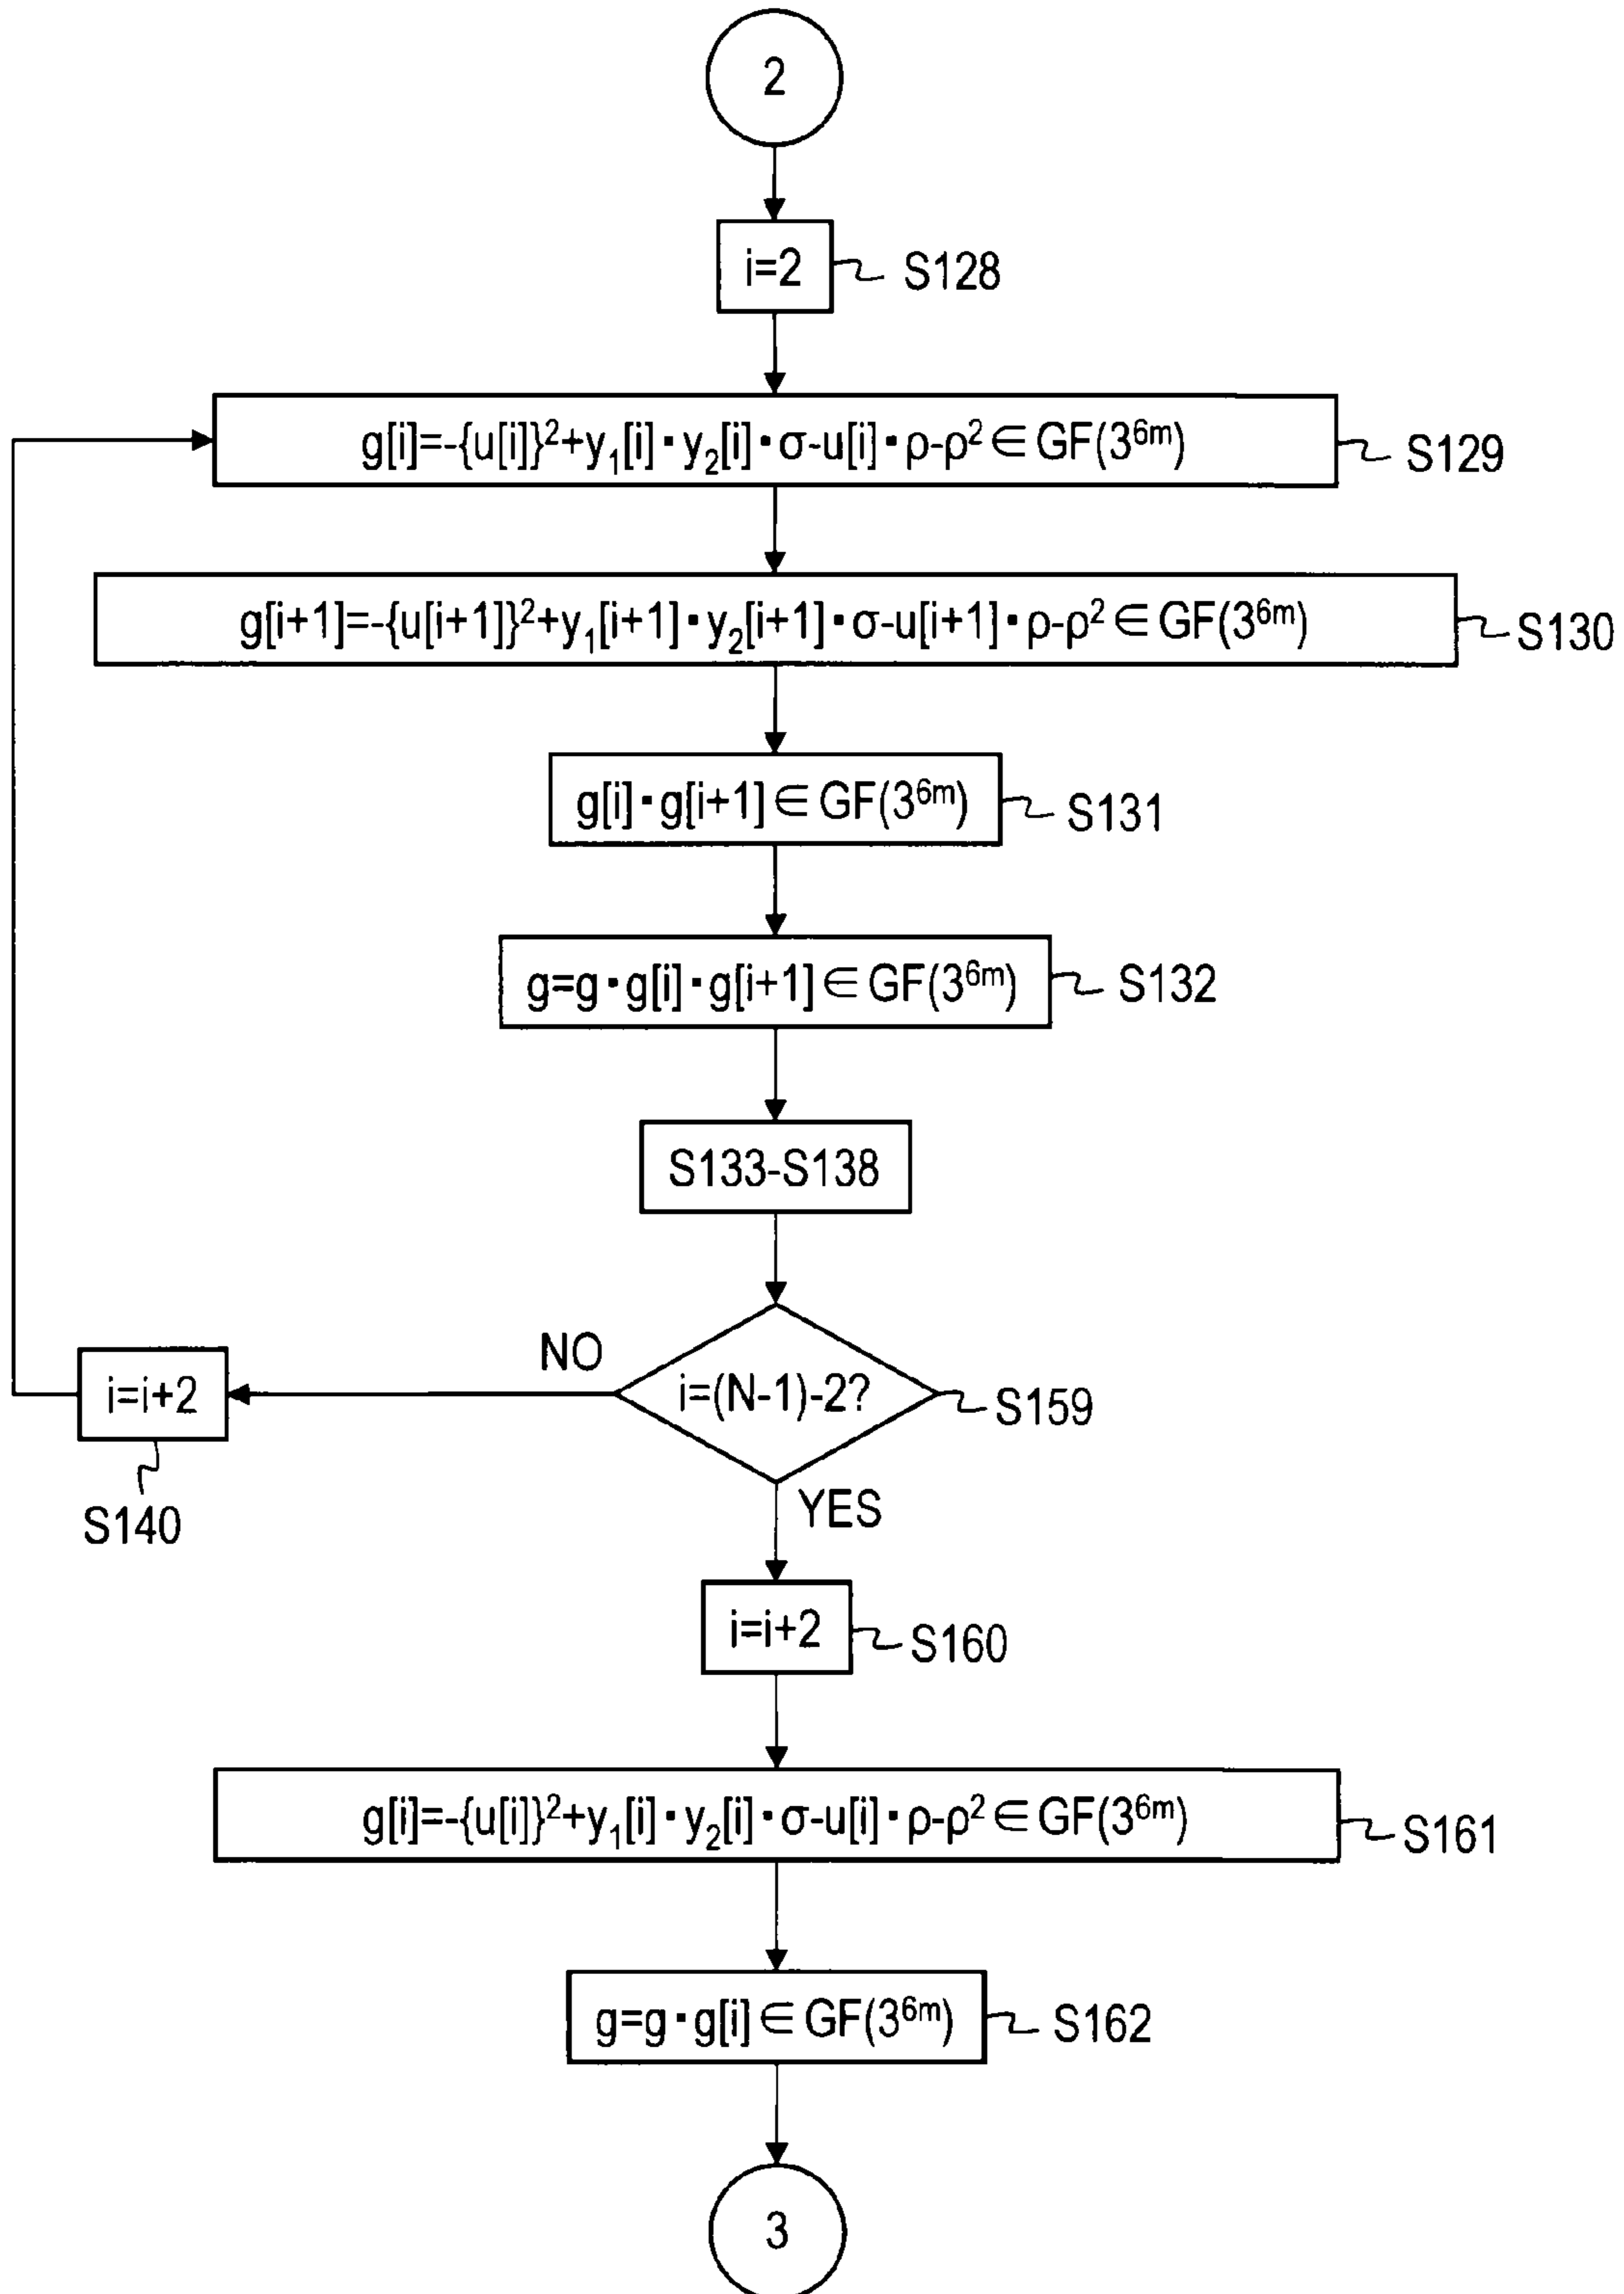 2
i=2
S128
g[i]=-{u[i]}²+y₁[i]▪y₂[i]▪σ-u[i]▪ρ-ρ²∈GF(3⁶ᵐ)
S129
g[i+1]=-{u[i+1]}²+y₁[i+1]▪y₂[i+1]▪σ-u[i+1]▪ρ-ρ²∈GF(3⁶ᵐ)
S130
g[i]▪g[i+1]∈GF(3⁶ᵐ)
S131
g=g▪g[i]▪g[i+1]∈GF(3⁶ᵐ)
S132
S133-S138
NO
i=(N-1)-2?
S159
i=i+2
S140
YES
i=i+2
S160
g[i]=-{u[i]}²+y₁[i]▪y₂[i]▪σ-u[i]▪ρ-ρ²∈GF(3⁶ᵐ)
S161
g=g▪g[i]∈GF(3⁶ᵐ)
S162
3